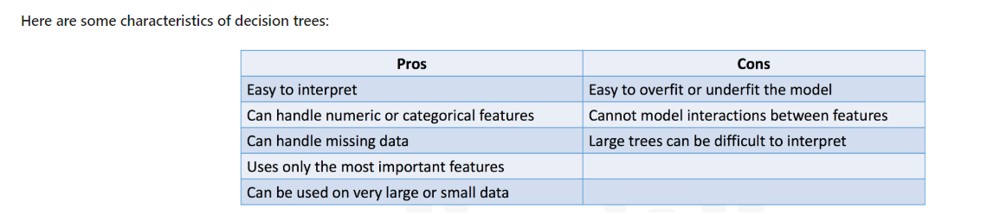 Here are some characteristics of decision trees:
Pros Cons
Easy to interpret Easy to overfit or underfit the model
Can handle numeric or categorical features Cannot model interactions between features
Can handle missing data Large trees can be difficult to interpret
Uses only the most important features
Can be used on very large or small data